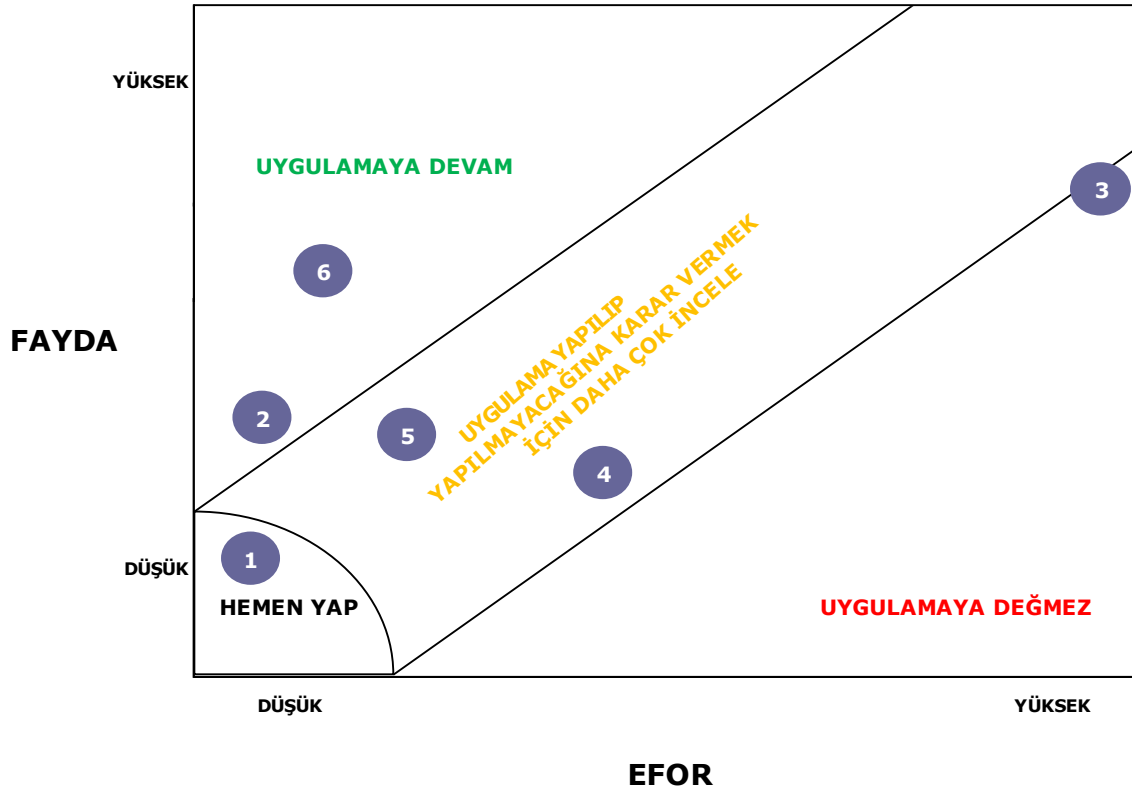 YÜKSEK
UYGULAMAYA DEVAM
3
6
FAYDA
UYGULAMA YAPILIP
YAPILMAYACAĞINA KARAR VERMEK
İÇİN DAHA ÇOK İNCELE
2
5
4
1
DÜŞÜK
HEMEN YAP
UYGULAMAYA DEĞMEZ
DÜŞÜK
YÜKSEK
EFOR